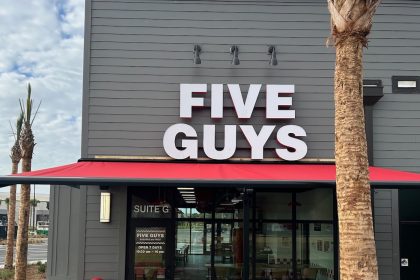 FIVE
GUYS
SUITE G
FIVE GUYS
OPEN 7 DAYS